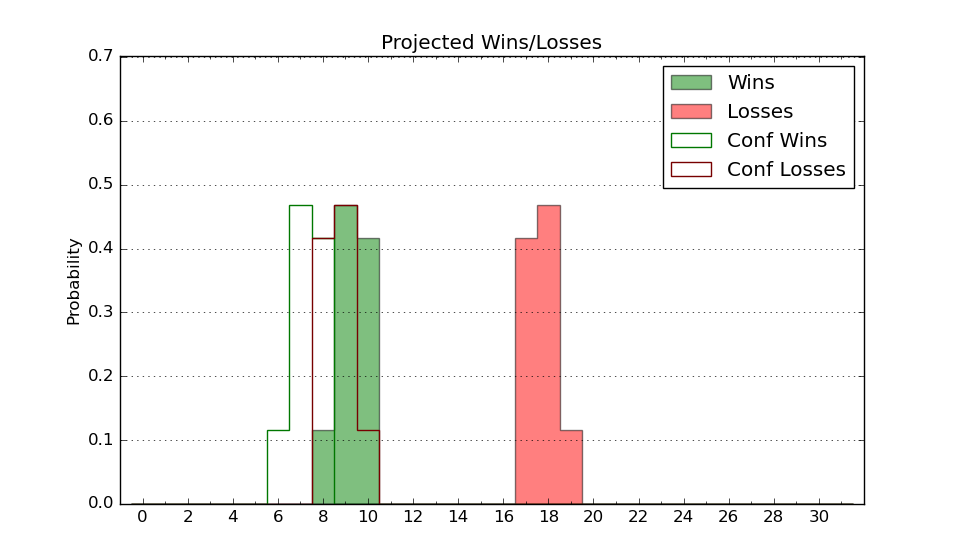 Projected Wins/Losses
0.7
0.6
0.5
0.4
0.3
0.2
0.1
0.0
Probability
Wins
Losses
Conf Wins
Conf Losses
0 2 4 6 8 10 12 14 16 18 20 22 24 26 28 30